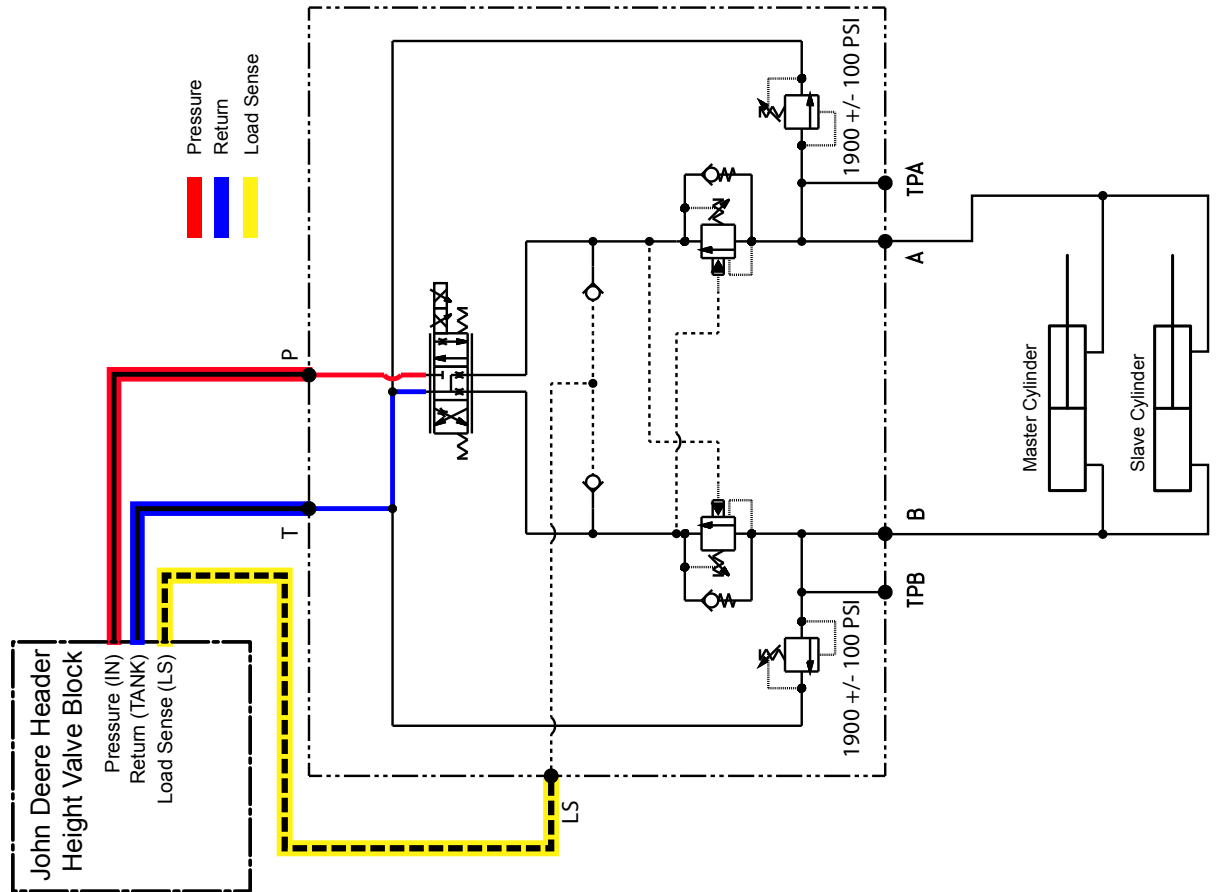 John Deere Header
Height Valve Block
Pressure (IN)
Return (TANK)
Load Sense (LS)
Pressure
Return
Load Sense
P
T
LS
1900 +/- 100 PSI
1900 +/- 100 PSI
TPA
A
B
TPB
Master Cylinder
Slave Cylinder